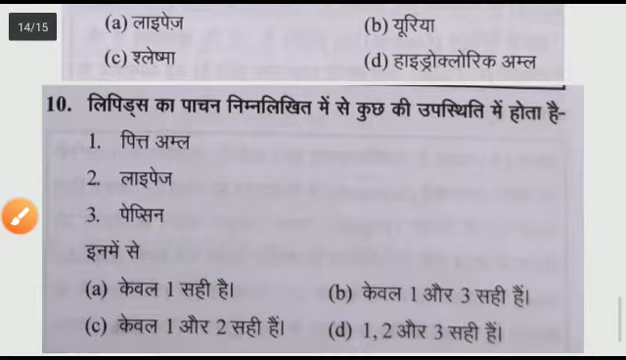 14/15
(a) लाइपेज़ (b) यूरिया
(c) श्लेष्मा (d) हाइड्रोक्लोरिक अम्ल
10. लिपिड्स का पाचन निम्नलिखित में से कुछ की उपस्थिति में होता है-
1. पित्त अम्ल
2. लाइपेज
3. पेप्सिन
इनमें से
(a) केवल 1 सही है। (b) केवल 1 और 3 सही हैं।
(c) केवल 1 और 2 सही हैं। (d) 1, 2 और 3 सही हैं।